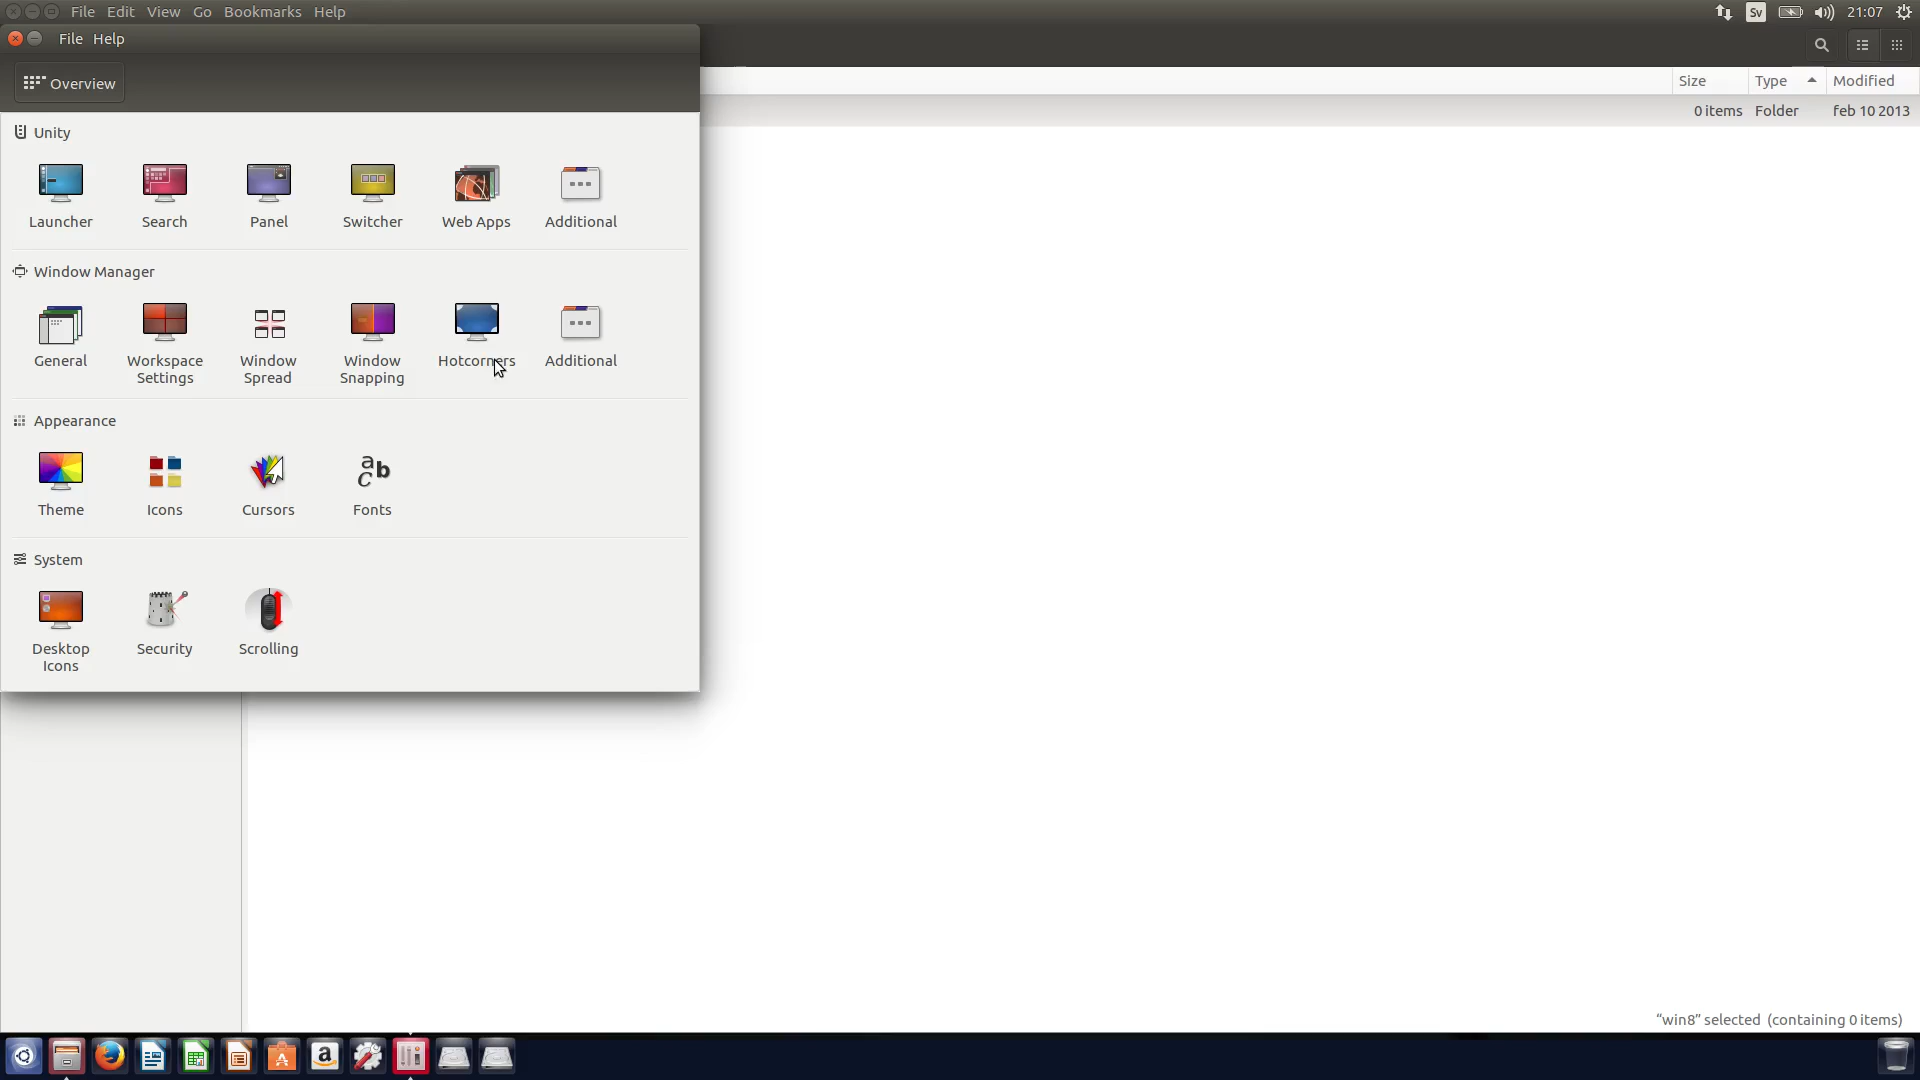 File Edit View Go Bookmarks Help
Sv
21:07
File Help
Overview
Size Type Modified
0 items Folder feb 10 2013
Unity
Launcher Search Panel Switcher Web Apps Additional
Window Manager
General Workspace Settings Window Spread Window Snapping Hotcorners Additional
Appearance
Theme Icons Cursors Fonts
System
Desktop Icons Security Scrolling
“win8” selected (containing 0 items)